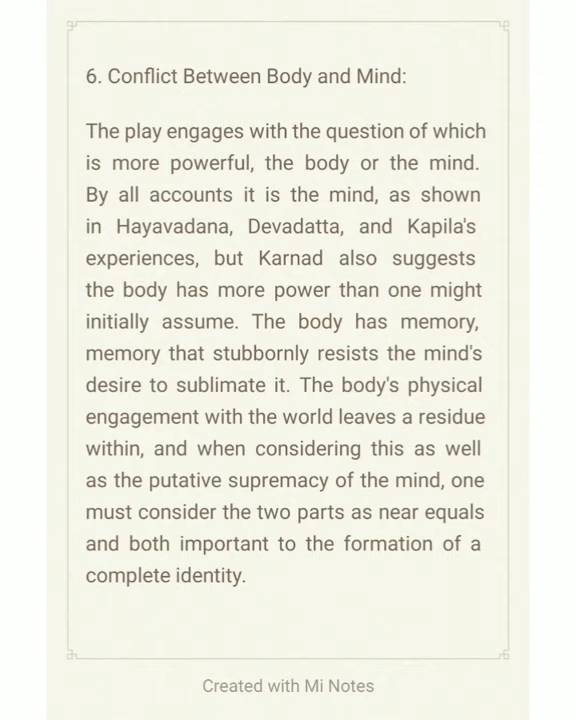 6. Conflict Between Body and Mind:
The play engages with the question of which
is more powerful, the body or the mind.
By all accounts it is the mind, as shown
in Hayavadana, Devadatta, and Kapila's
experiences, but Karnad also suggests
the body has more power than one might
initially assume. The body has memory,
memory that stubbornly resists the mind's
desire to sublimate it. The body's physical
engagement with the world leaves a residue
within, and when considering this as well
as the putative supremacy of the mind, one
must consider the two parts as near equals
and both important to the formation of a
complete identity.
Created with Mi Notes